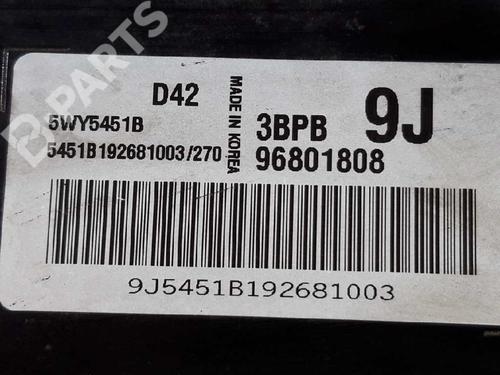 B-PARTS
D42
5WY5451B
5451B192681003/270
MADE IN KOREA
3BPB
9J
96801808
9J5451B192681003